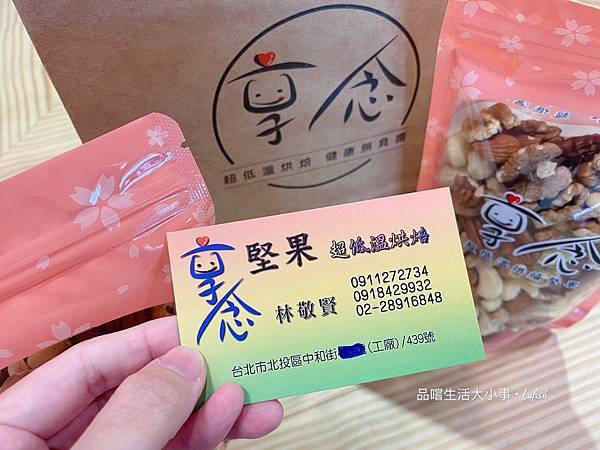 享念
超低溫烘焙 健康無負擔
享念
享念
堅果 超低溫烘焙
林敬賢
0911272734
0918429932
02-28916848
台北市北投區中和街(工廠)/439號
品嚐生活大小事・Lafish